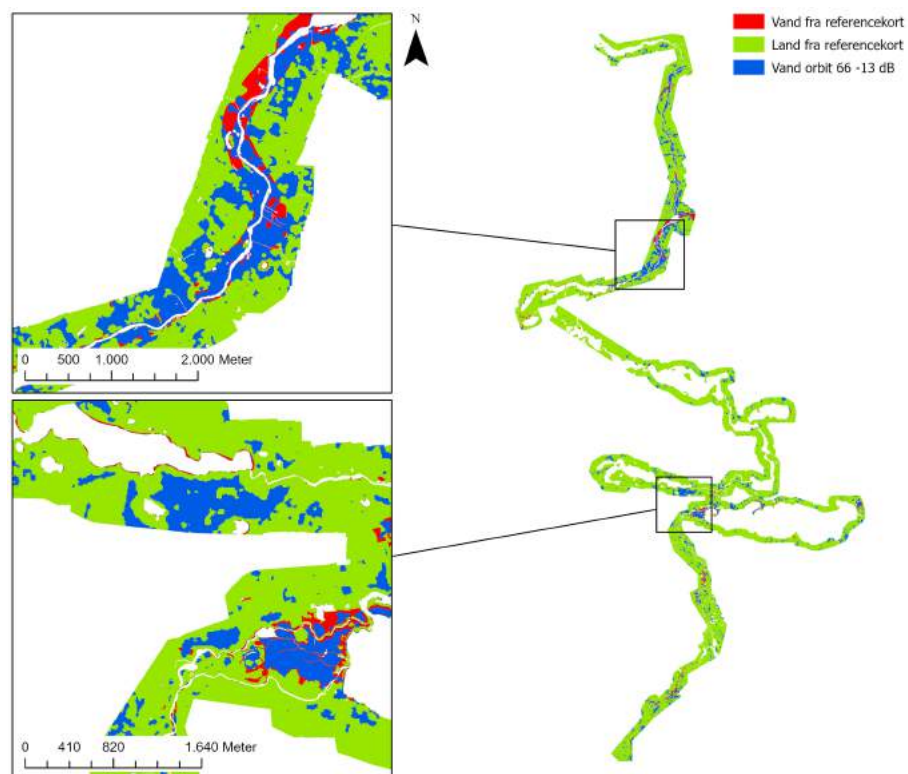 N
Vand fra referencekort
Land fra referencekort
Vand orbit 66 -13 dB
0 500 1.000 2.000 Meter
0 410 820 1.640 Meter